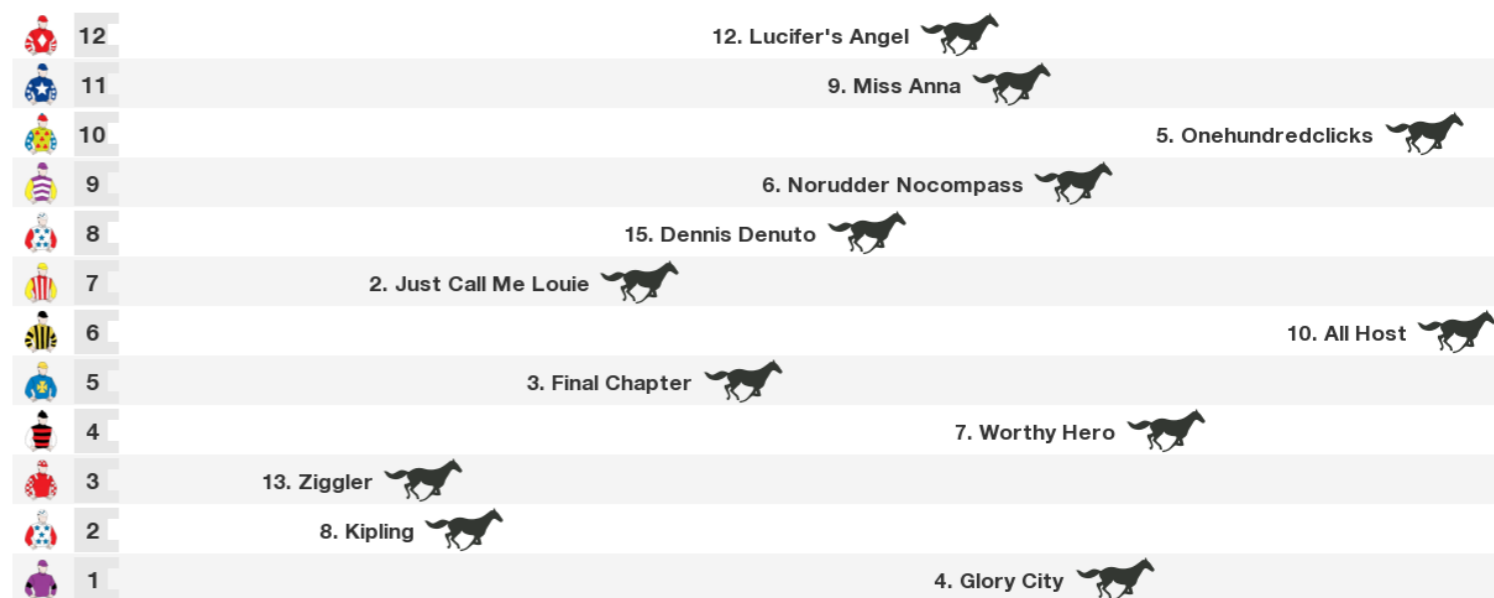 12 12. Lucifer's Angel
11 9. Miss Anna
10 5. Onehundredclicks
9 6. Norudder Nocompass
8 15. Dennis Denuto
7 2. Just Call Me Louie
6 10. All Host
5 3. Final Chapter
4 7. Worthy Hero
3 13. Ziggler
2 8. Kipling
1 4. Glory City